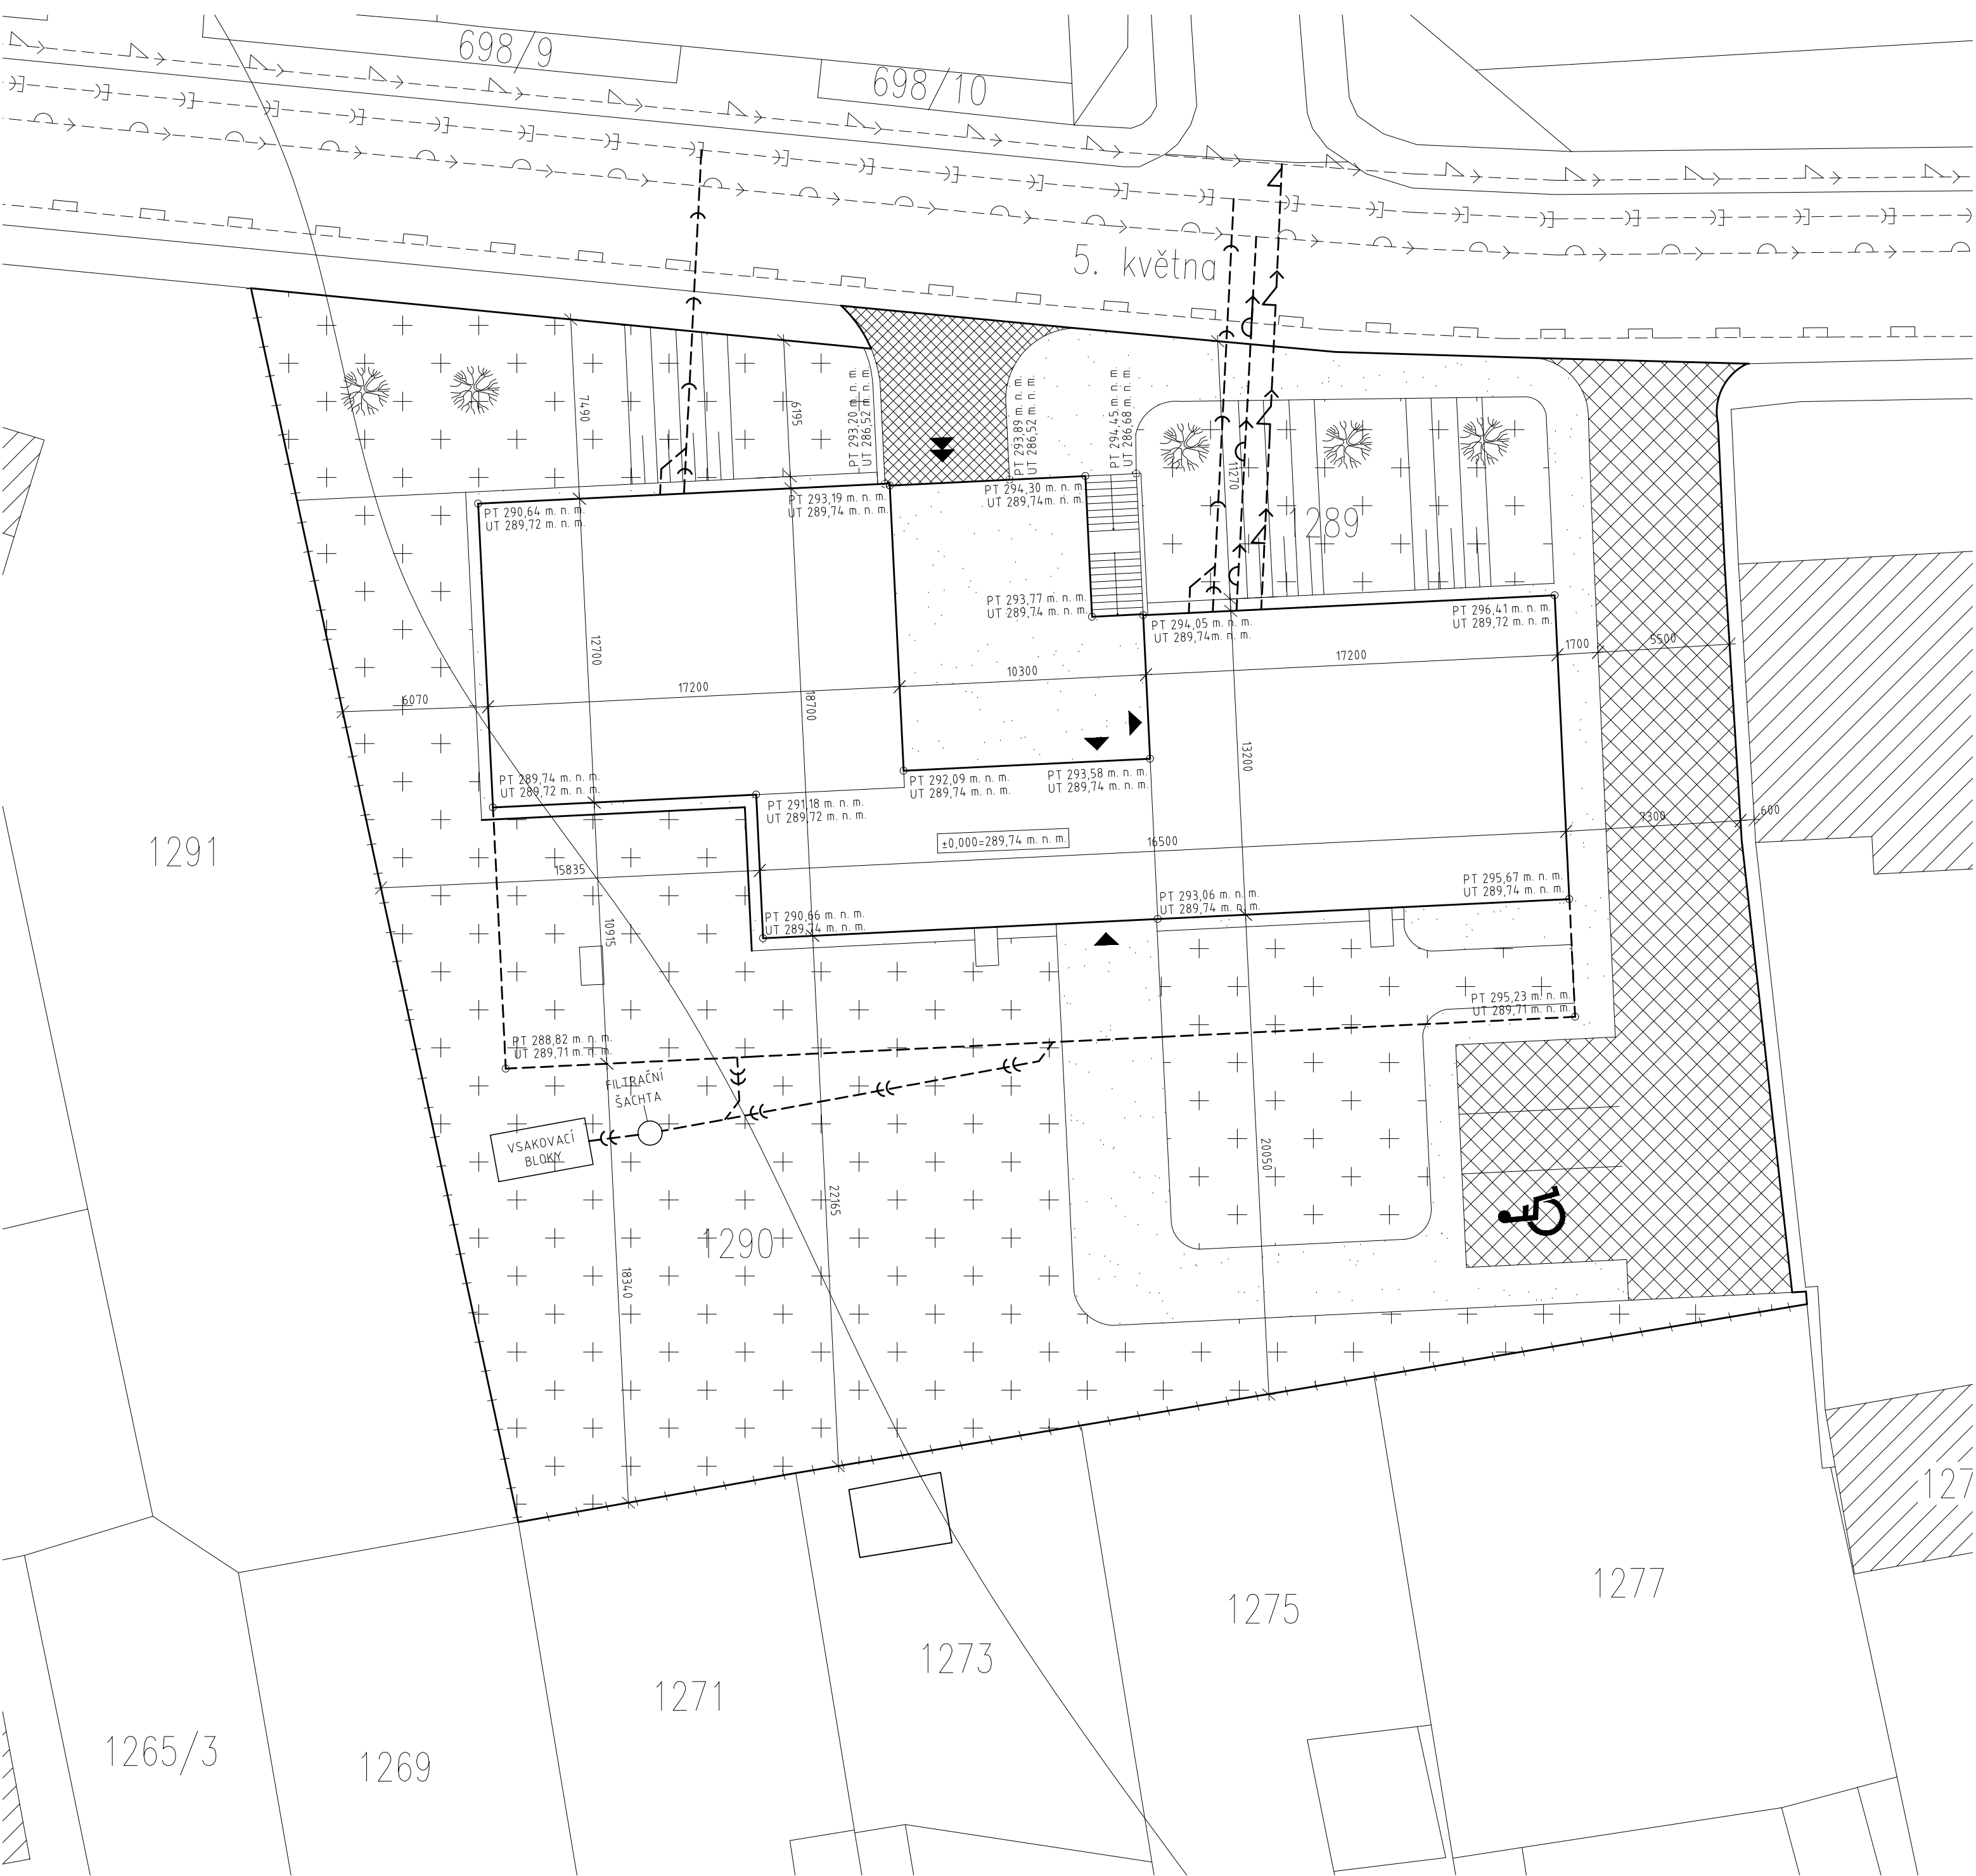 698/9
698/10
5. května
PT 293,20 m. n. m.
UT 286,52 m. n. m.
PT 293,89 m. n. m.
UT 286,52 m. n. m.
PT 294,45 m. n. m.
UT 286,68 m. n. m.
7490
6195
11270
PT 290,64 m. n. m.
UT 289,72 m. n. m.
PT 293,19 m. n. m.
UT 289,74 m. n. m.
PT 294,30 m. n. m.
UT 289,74m. n. m.
1289
PT 293,77 m. n. m.
UT 289,74 m. n. m.
PT 294,05 m. n. m.
UT 289,74m. n. m.
PT 296,41 m. n. m.
UT 289,72 m. n. m.
12700
18700
13200
6070
17200
10300
17200
1700
5500
PT 289,74 m. n. m.
UT 289,72 m. n. m.
PT 291,18 m. n. m.
UT 289,72 m. n. m.
PT 292,09 m. n. m.
UT 289,74 m. n. m.
PT 293,58 m. n. m.
UT 289,74 m. n. m.
±0,000=289,74 m. n. m.
1291
15835
16500
7300
600
10915
PT 290,66 m. n. m.
UT 289,74 m. n. m.
PT 293,06 m. n. m.
UT 289,74 m. n. m.
PT 295,67 m. n. m.
UT 289,74 m. n. m.
PT 295,23 m. n. m.
UT 289,71 m. n. m.
PT 288,82 m. n. m.
UT 289,71 m. n. m.
FILTRAČNÍ
ŠACHTA
VSAKOVACÍ
BLOKY
20050
22165
18340
1290
127
1277
1275
1273
1271
1269
1265/3